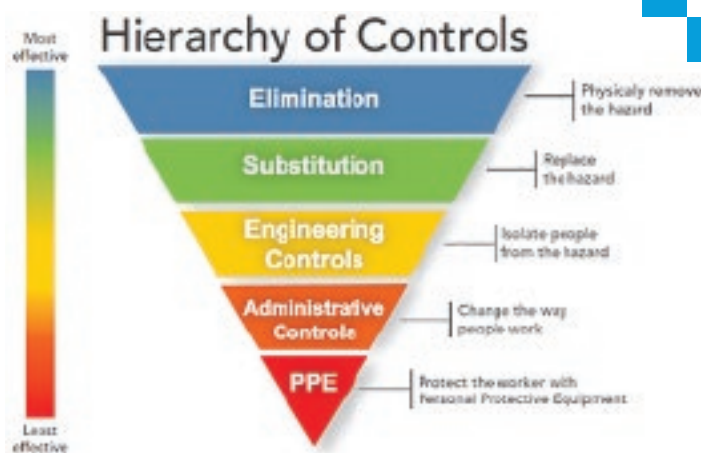 Hierarchy of Controls
Most
effective
Elimination
Physicaly remove
the hazard
Substitution
Replace
the hazard
Engineering
Controls
Isolate people
from the hazard
Administrative
Controls
Change the way
people work
PPE
Protect the worker with
Personal Protective Equipment
Least
effective